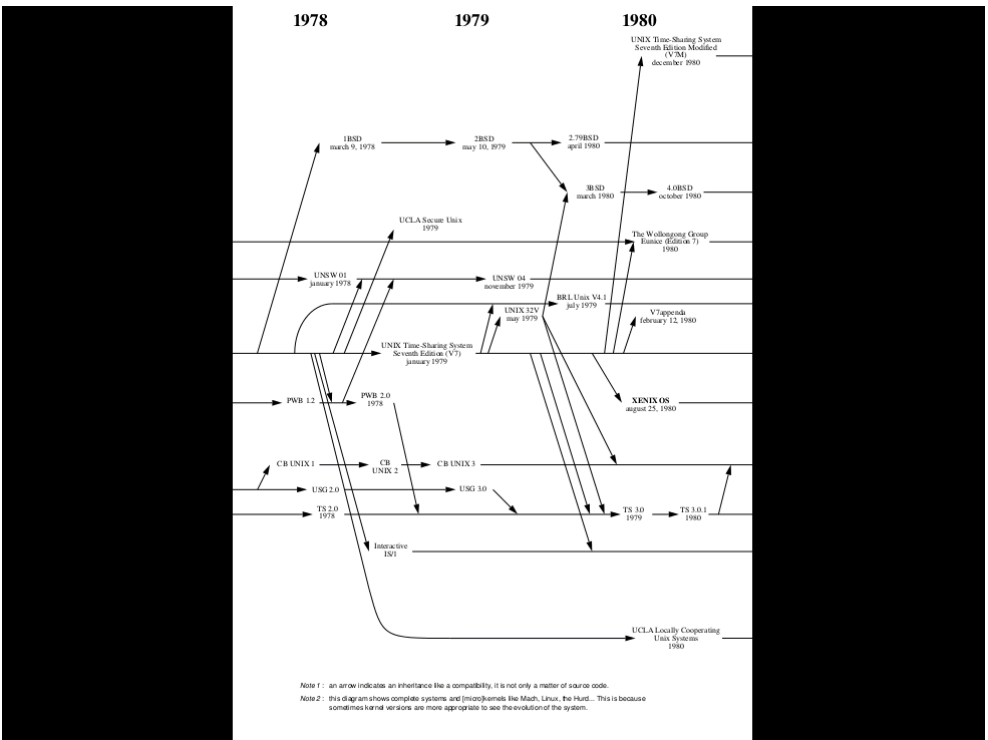 1978 1979 1980
UNIX Time-Sharing System
Seventh Edition Modified
(V7M)
december 1980
1BSD
march 9, 1978
2BSD
may 10, 1979
2.79BSD
april 1980
3BSD
march 1980
4.0BSD
october 1980
UCLA Secure Unix
1979
The Wollongong Group
Eunice (Edition 7)
1980
UNSW 01
january 1978
UNSW 04
november 1979
BRL Unix V4.1
july 1979
UNIX 32V
may 1979
V7appenda
february 12, 1980
UNIX Time-Sharing System
Seventh Edition (V7)
january 1979
PWB 1.2
PWB 2.0
1978
XENIX OS
august 25, 1980
CB UNIX 1
CB
UNIX 2
CB UNIX 3
USG 2.0
USG 3.0
TS 2.0
1978
TS 3.0
1979
TS 3.0.1
1980
Interactive
IS/1
UCLA Locally Cooperating
Unix Systems
1980
Note 1 : an arrow indicates an inheritance like a compatibility, it is not only a matter of source code.
Note 2 : this diagram shows complete systems and [micro]kernels like Mach, Linux, the Hurd... This is because
sometimes kernel versions are more appropriate to see the evolution of the system.